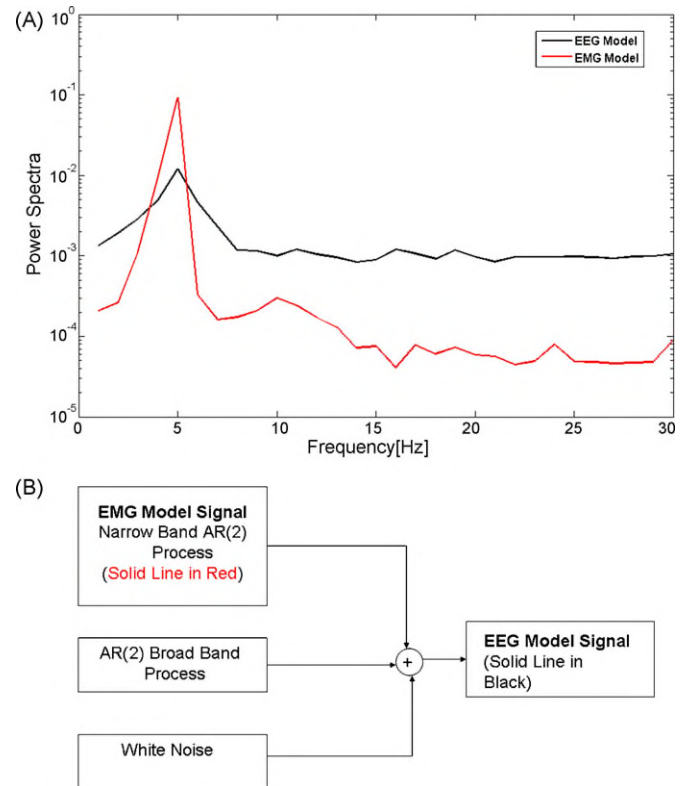 (A)
10^0
10^-1
10^-2
10^-3
10^-4
10^-5
Power Spectra
EEG Model
EMG Model
0 5 10 15 20 25 30
Frequency[Hz]
(B)
EMG Model Signal
Narrow Band AR(2)
Process
(Solid Line in Red)
AR(2) Broad Band
Process
White Noise
+
EEG Model Signal
(Solid Line in
Black)